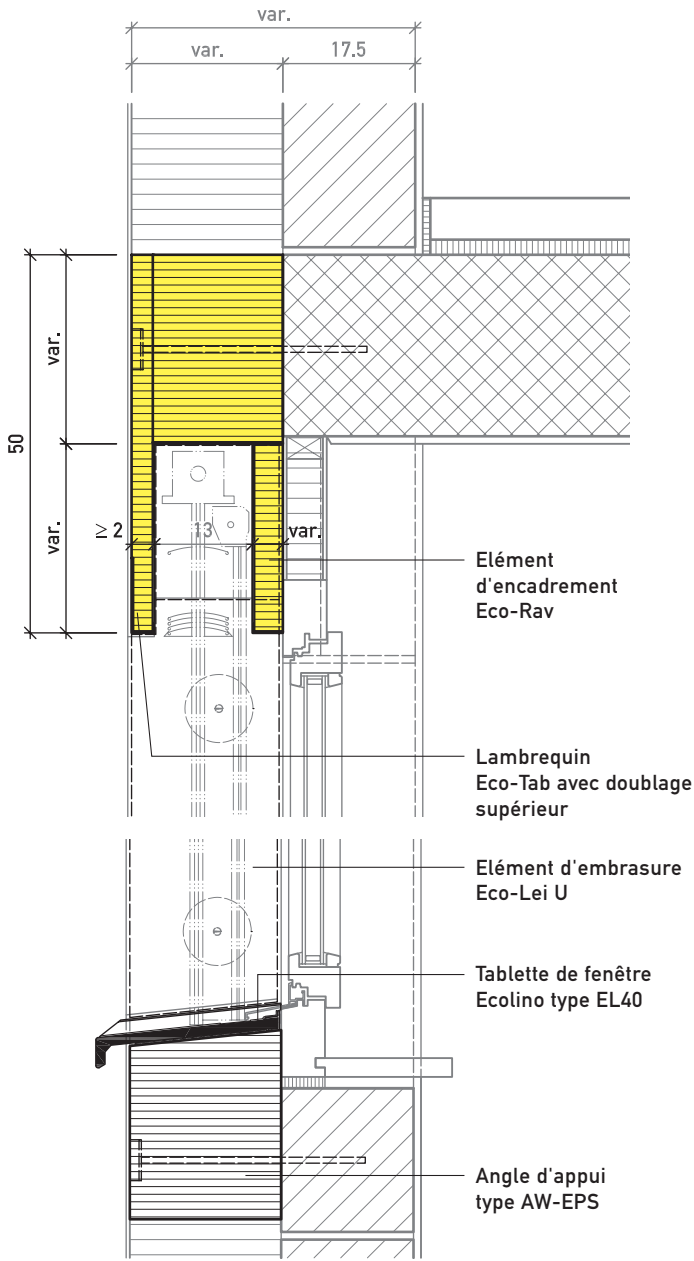 var.
var.
17.5
50
var.
var.
≥ 2
13
var.
Elément
d'encadrement
Eco-Rav
Lambrequin
Eco-Tab avec doublage
supérieur
Elément d'embrasure
Eco-Lei U
Tablette de fenêtre
Ecolino type EL40
Angle d'appui
type AW-EPS